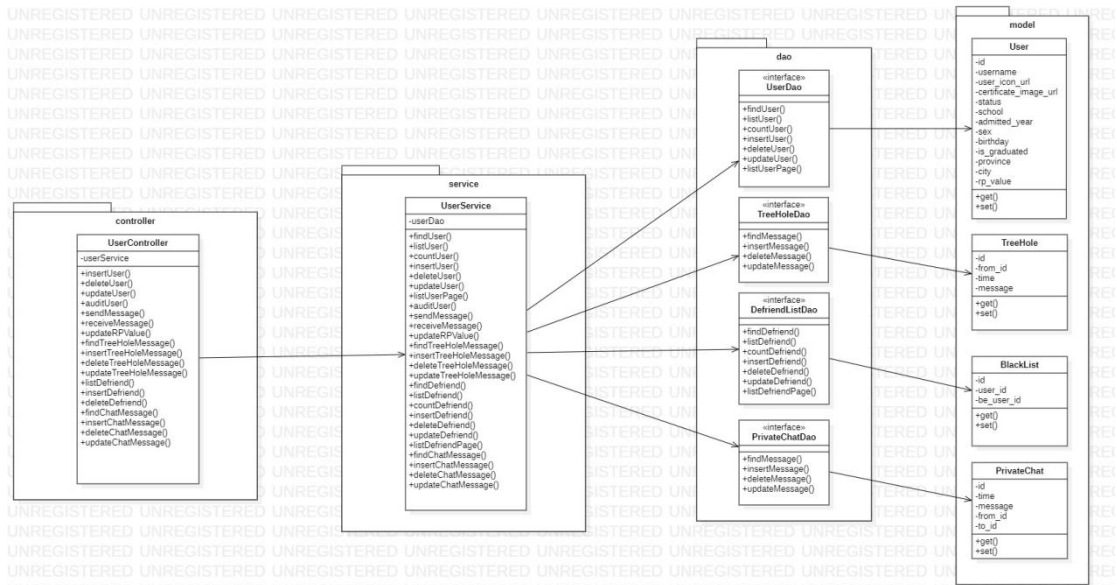 controller
UserController
-userService
+insertUser()
+deleteUser()
+updateUser()
+auditUser()
+sendMessage()
+receiveMessage()
+updateRPValue()
+findTreeHoleMessage()
+insertTreeHoleMessage()
+deleteTreeHoleMessage()
+updateTreeHoleMessage()
+listDefriend()
+insertDefriend()
+deleteDefriend()
+findChatMessage()
+insertChatMessage()
+deleteChatMessage()
+updateChatMessage()
service
UserService
-userDao
+findUser()
+listUser()
+countUser()
+insertUser()
+deleteUser()
+updateUser()
+listUserPage()
+auditUser()
+sendMessage()
+receiveMessage()
+updateRPValue()
+findTreeHoleMessage()
+insertTreeHoleMessage()
+deleteTreeHoleMessage()
+updateTreeHoleMessage()
+findDefriend()
+listDefriend()
+countDefriend()
+insertDefriend()
+deleteDefriend()
+updateDefriend()
+listDefriendPage()
+findChatMessage()
+insertChatMessage()
+deleteChatMessage()
+updateChatMessage()
dao
«interface»
UserDao
+findUser()
+listUser()
+countUser()
+insertUser()
+deleteUser()
+updateUser()
+listUserPage()
«interface»
TreeHoleDao
+findMessage()
+insertMessage()
+deleteMessage()
+updateMessage()
«interface»
DefriendListDao
+findDefriend()
+listDefriend()
+countDefriend()
+insertDefriend()
+deleteDefriend()
+updateDefriend()
+listDefriendPage()
«interface»
PrivateChatDao
+findMessage()
+insertMessage()
+deleteMessage()
+updateMessage()
model
User
-id
-username
-user_icon_url
-certificate_image_url
-status
-school
-admitted_year
-sex
-birthday
-is_graduated
-province
-city
-rp_value
+get()
+set()
TreeHole
-id
-from_id
-time
-message
+get()
+set()
BlackList
-id
-user_id
-be_user_id
+get()
+set()
PrivateChat
-id
-time
-message
-from_id
-to_id
+get()
+set()
UNREGISTERED